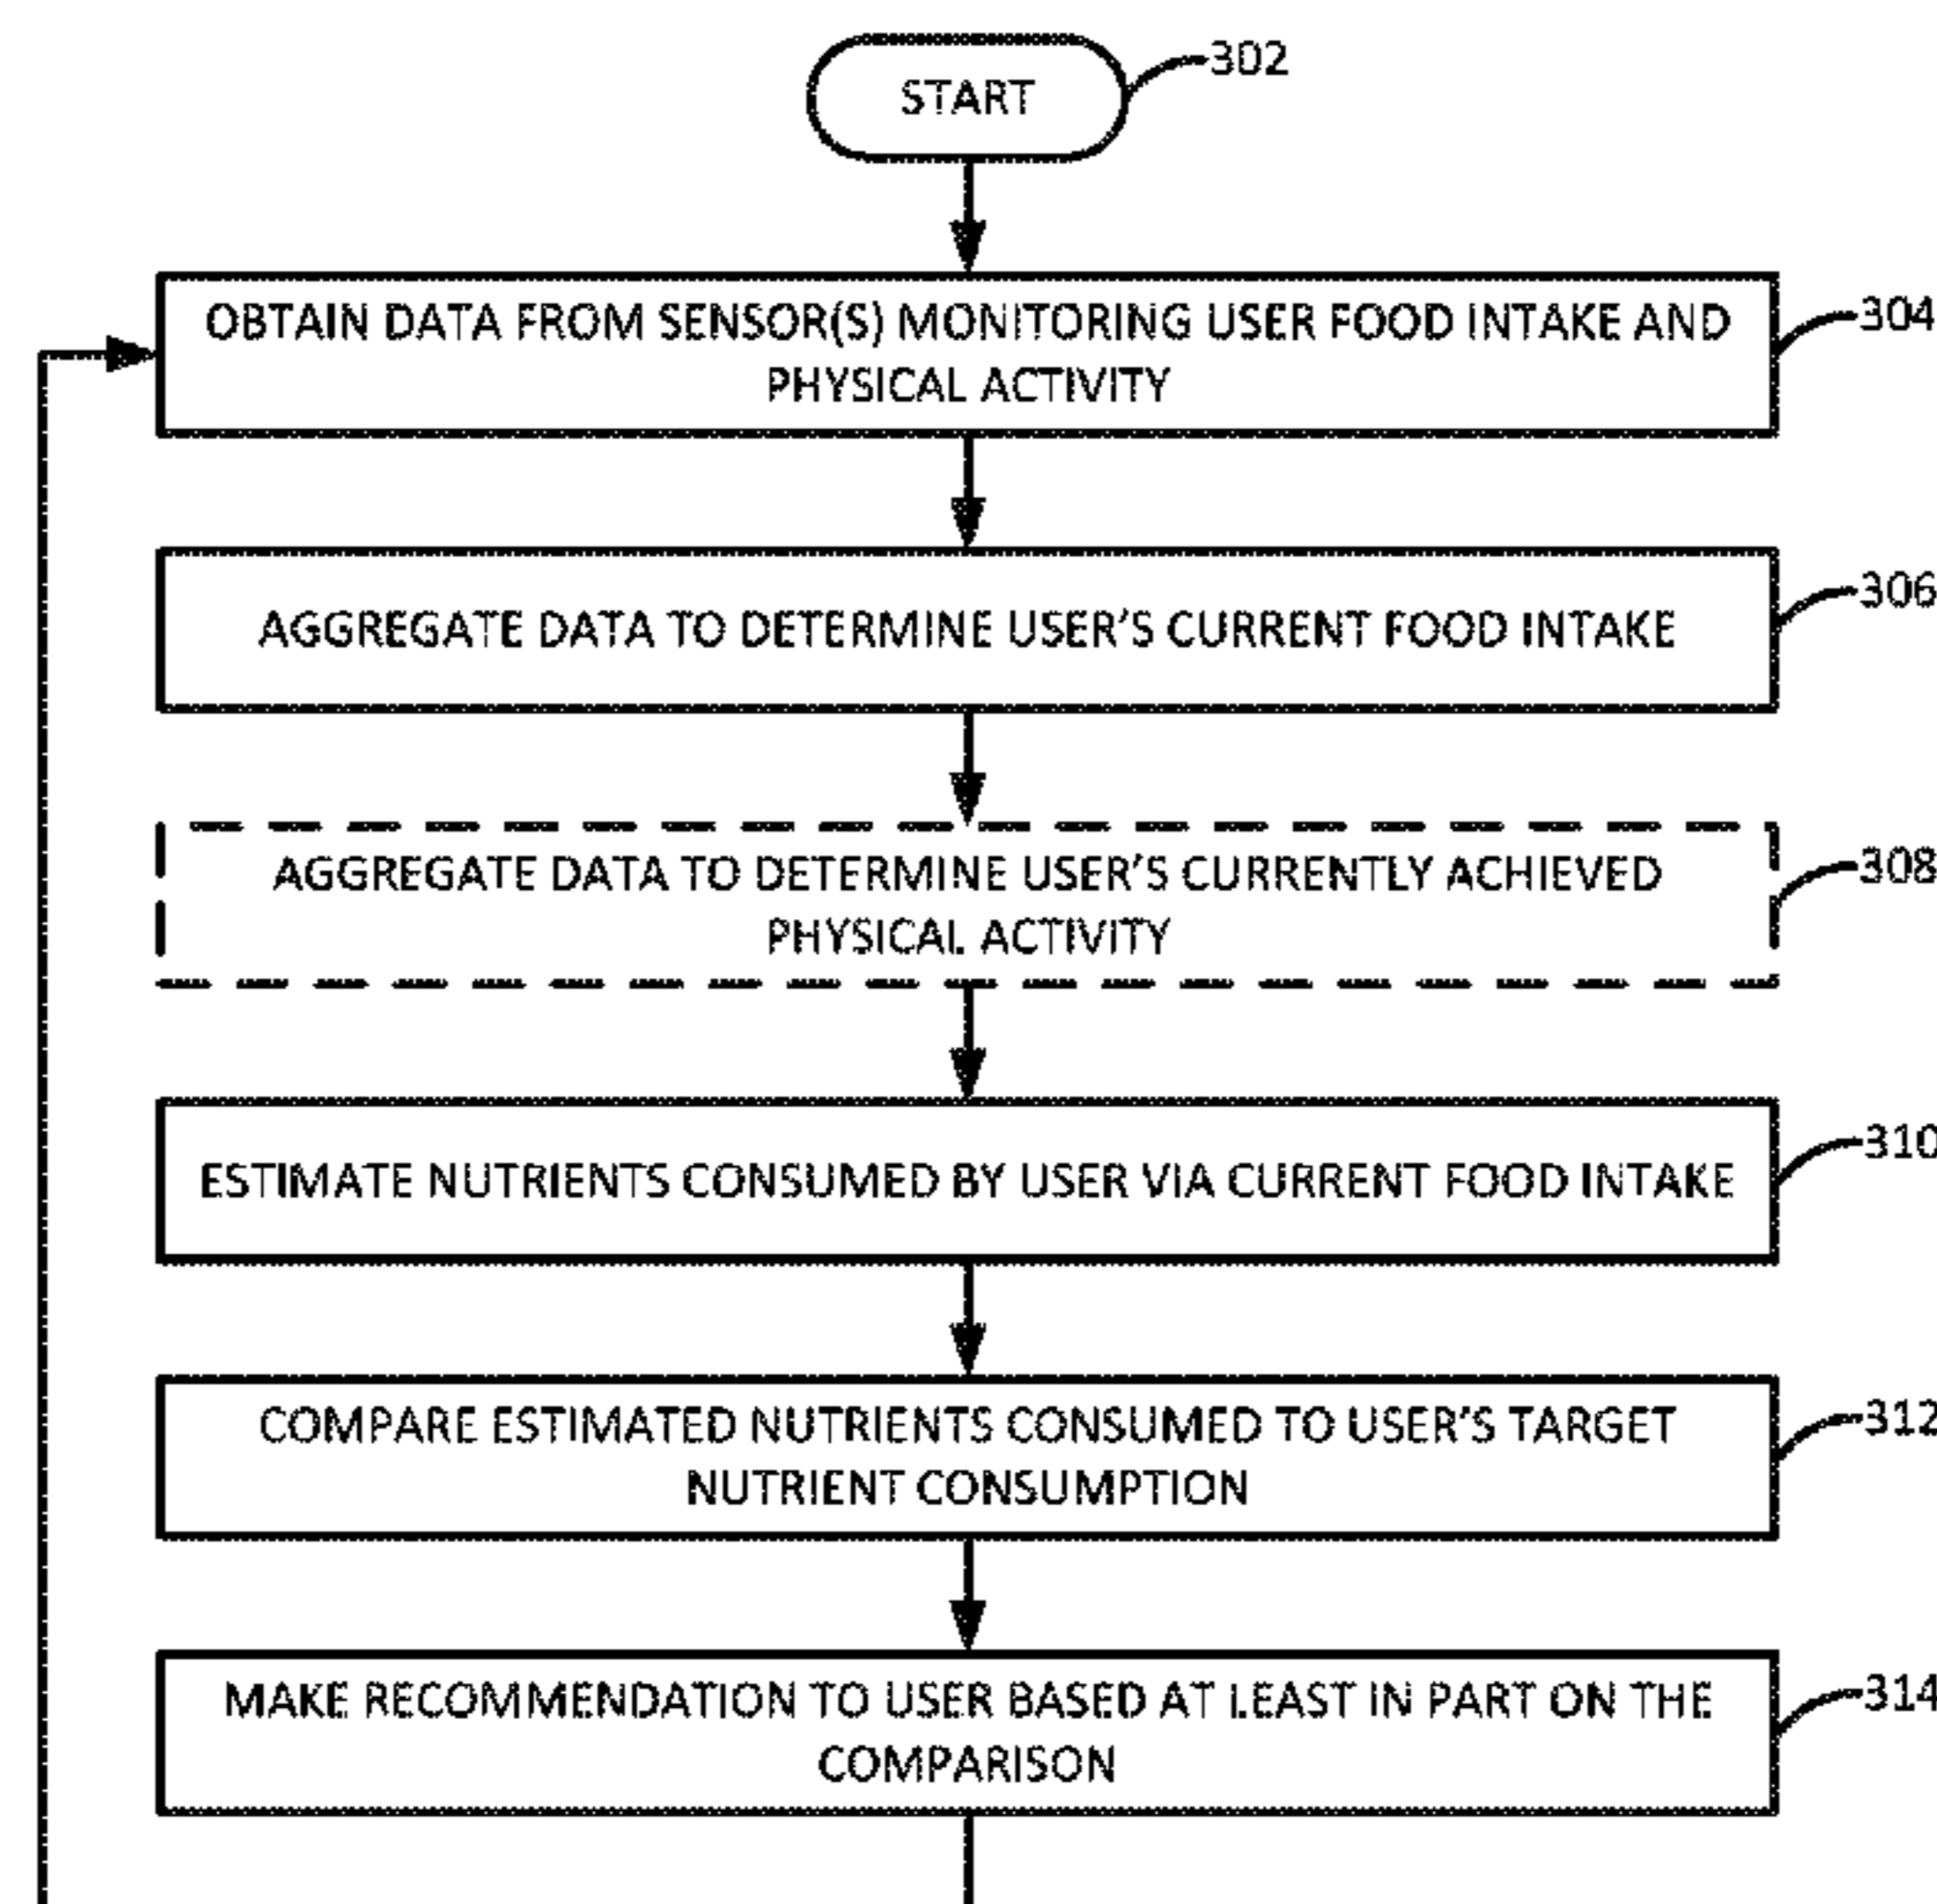 START
302
OBTAIN DATA FROM SENSOR(S) MONITORING USER FOOD INTAKE AND
PHYSICAL ACTIVITY
304
AGGREGATE DATA TO DETERMINE USER'S CURRENT FOOD INTAKE
306
AGGREGATE DATA TO DETERMINE USER'S CURRENTLY ACHIEVED
PHYSICAL ACTIVITY
308
ESTIMATE NUTRIENTS CONSUMED BY USER VIA CURRENT FOOD INTAKE
310
COMPARE ESTIMATED NUTRIENTS CONSUMED TO USER'S TARGET
NUTRIENT CONSUMPTION
312
MAKE RECOMMENDATION TO USER BASED AT LEAST IN PART ON THE
COMPARISON
314